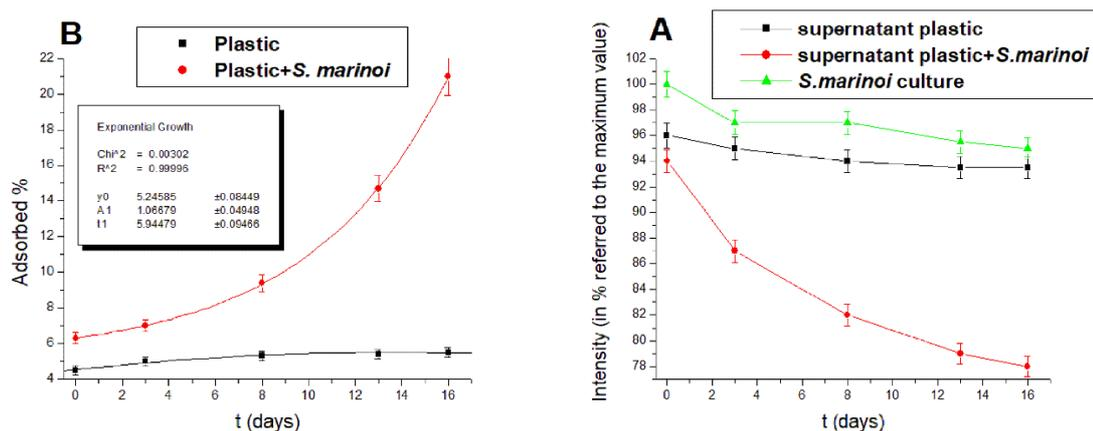 B
Plastic
Plastic+S. marinoi
22
20
18
16
14
12
10
8
6
4
Adsorbed %
Exponential Growth
Chi^2 = 0.00302
R^2 = 0.99996
y0 5.24585 ±0.08449
A1 1.06679 ±0.04948
t1 5.94479 ±0.09466
0 2 4 6 8 10 12 14 16
t (days)
A
supernatant plastic
supernatant plastic+S.marinoi
S.marinoi culture
102
100
98
96
94
92
90
88
86
84
82
80
78
Intensity (in % referred to the maximum value)
0 2 4 6 8 10 12 14 16
t (days)